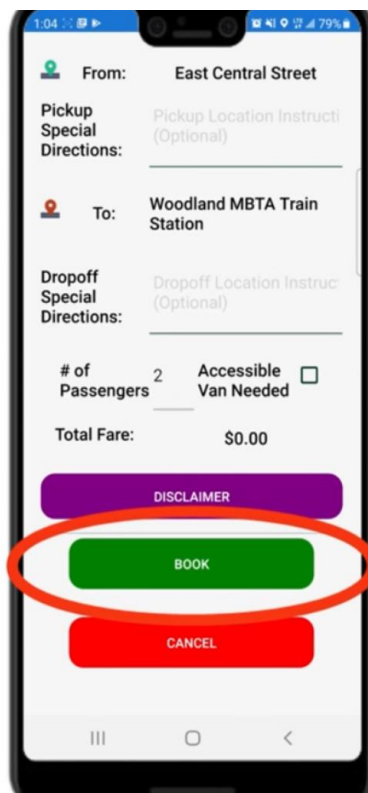 1:04
79%
From: East Central Street
Pickup
Special
Directions:
Pickup Location Instructi
(Optional)
To:
Woodland MBTA Train
Station
Dropoff
Special
Directions:
Dropoff Location Instruc
(Optional)
# of
Passengers
2
Accessible
Van Needed
Total Fare: $0.00
DISCLAIMER
BOOK
CANCEL